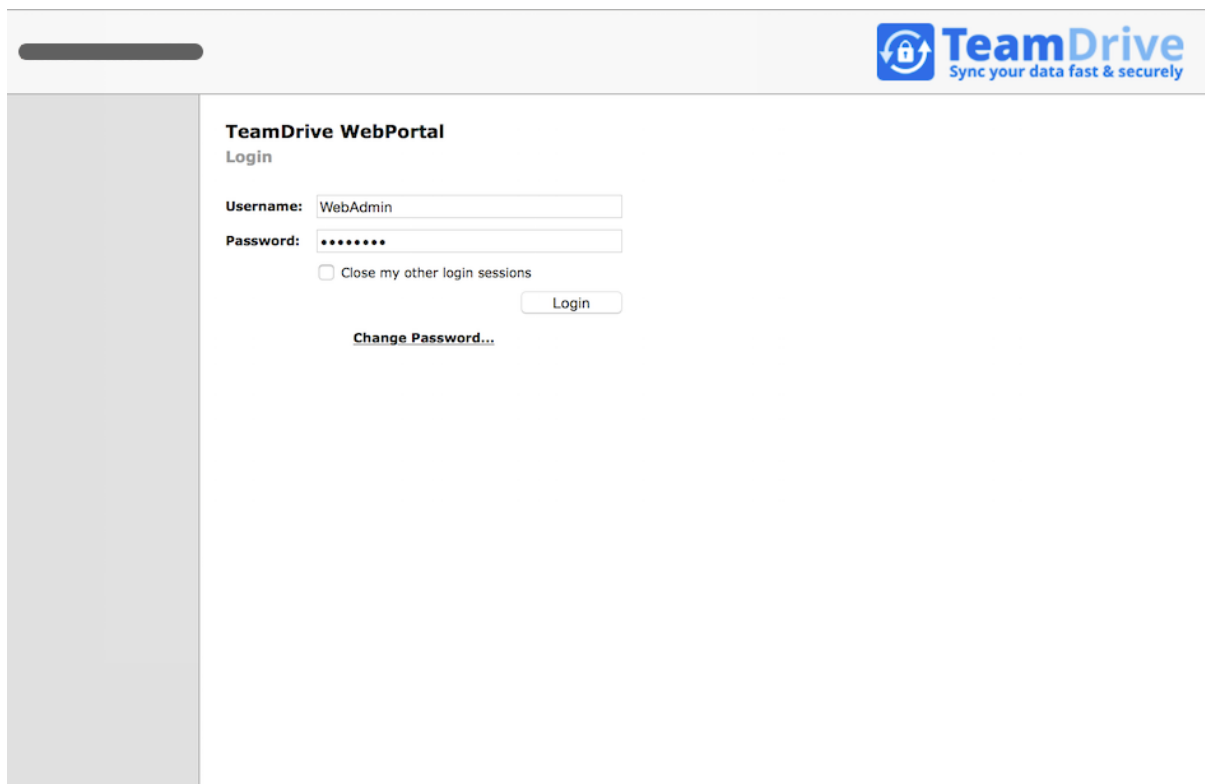 TeamDrive
Sync your data fast & securely
TeamDrive WebPortal
Login
Username: WebAdmin
Password: ••••••••
Close my other login sessions
Login
Change Password...